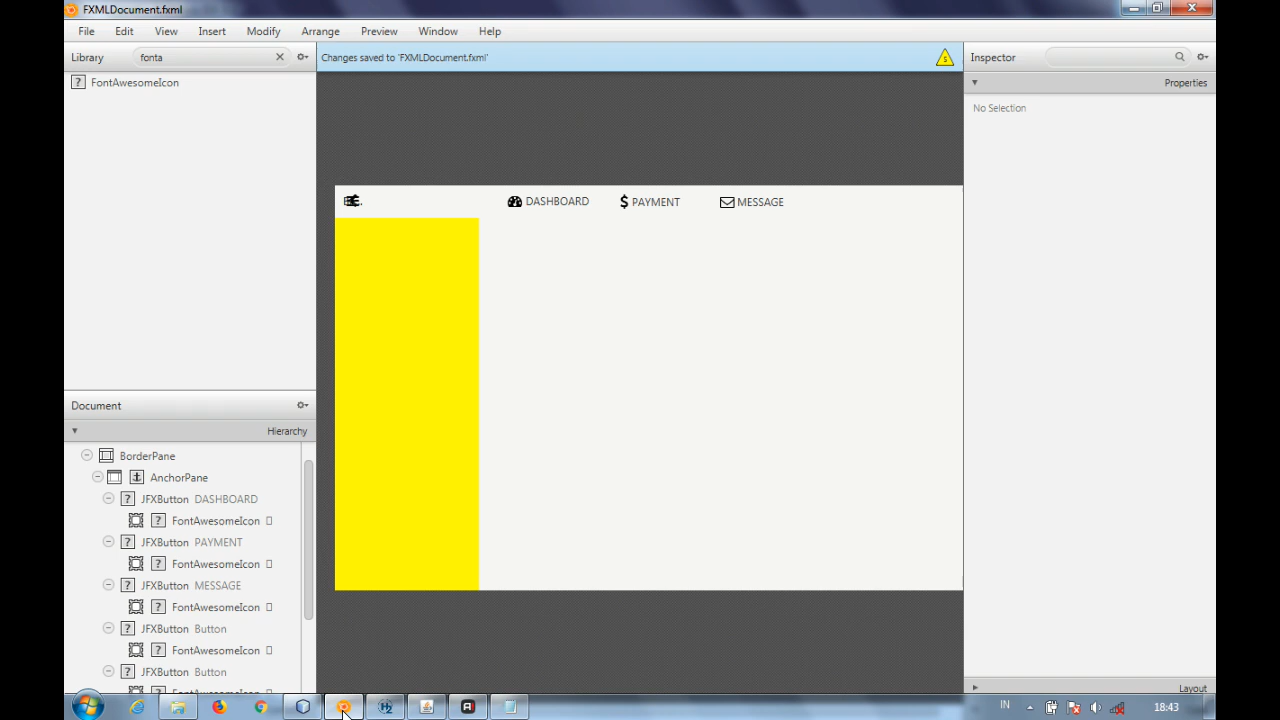 FXMLDocument.fxml
File Edit View Insert Modify Arrange Preview Window Help
Library fonta
Changes saved to 'FXMLDocument.fxml'
5
Inspector
FontAwesomeIcon
Properties
No Selection
DASHBOARD PAYMENT MESSAGE
Document
Hierarchy
BorderPane
AnchorPane
JFXButton DASHBOARD
FontAwesomeIcon
JFXButton PAYMENT
FontAwesomeIcon
JFXButton MESSAGE
FontAwesomeIcon
JFXButton Button
FontAwesomeIcon
JFXButton Button
Layout
H2
IN
18:43